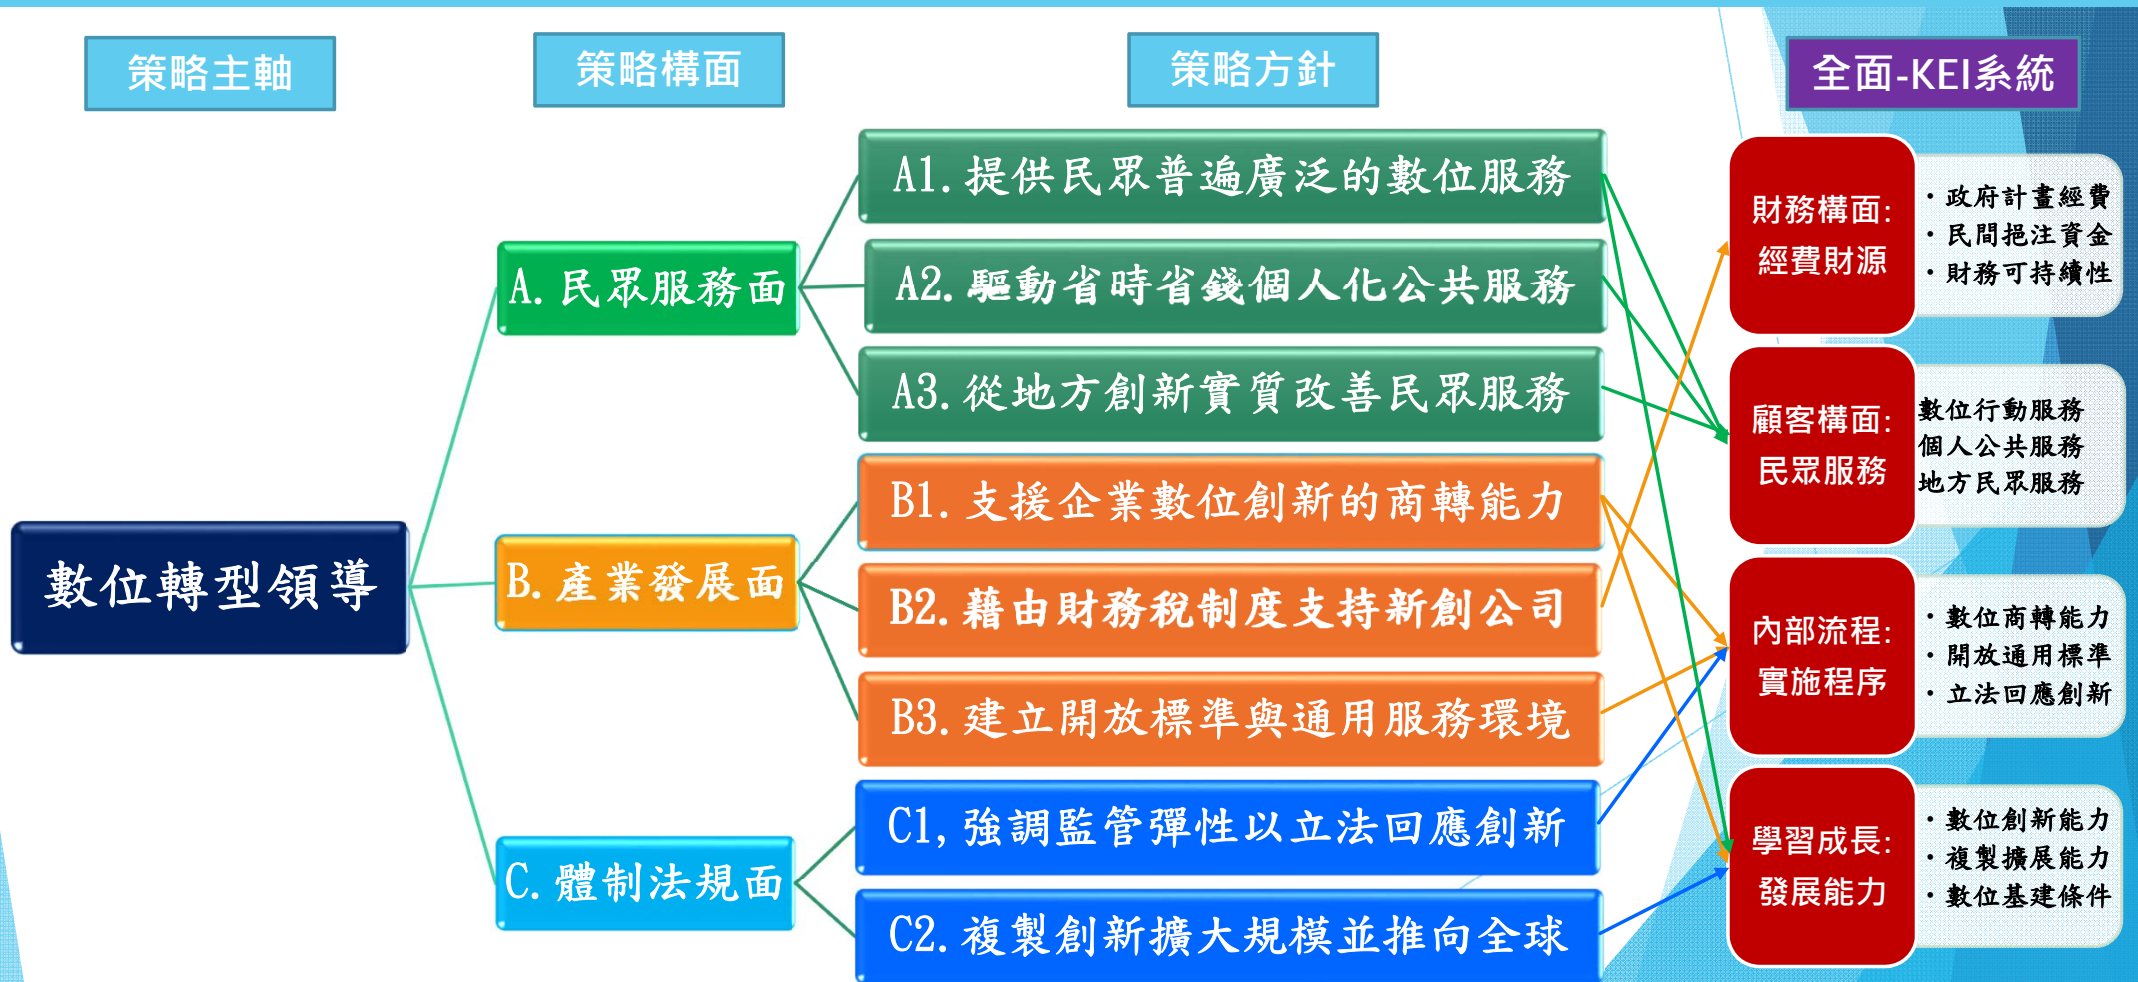 策略主軸
策略構面
策略方針
全面-KEI系統
數位轉型領導
A.民眾服務面
B.產業發展面
C.體制法規面
A1.提供民眾普遍廣泛的數位服務
A2.驅動省時省錢個人化公共服務
A3.從地方創新實質改善民眾服務
B1.支援企業數位創新的商轉能力
B2.藉由財務稅制度支持新創公司
B3.建立開放標準與通用服務環境
C1,強調監管彈性以立法回應創新
C2.複製創新擴大規模並推向全球
財務構面:
經費財源
・政府計畫經費
・民間挹注資金
・財務可持續性
顧客構面:
民眾服務
數位行動服務
個人公共服務
地方民眾服務
內部流程:
實施程序
・數位商轉能力
・開放通用標準
・立法回應創新
學習成長:
發展能力
・數位創新能力
・複製擴展能力
・數位基建條件